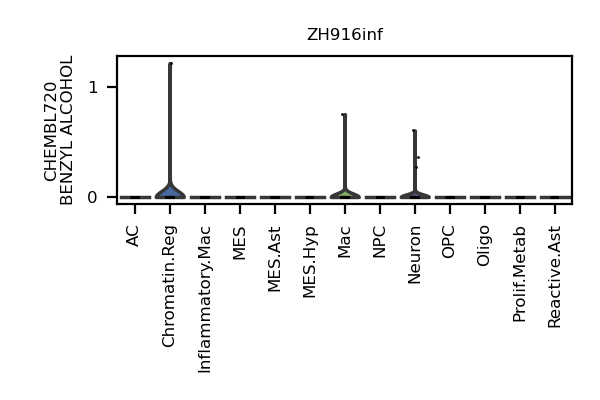 ZH916inf
CHEMBL720
BENZYL ALCOHOL
1
0
AC
Chromatin.Reg
Inflammatory.Mac
MES
MES.Ast
MES.Hyp
Mac
NPC
Neuron
OPC
Oligo
Prolif.Metab
Reactive.Ast